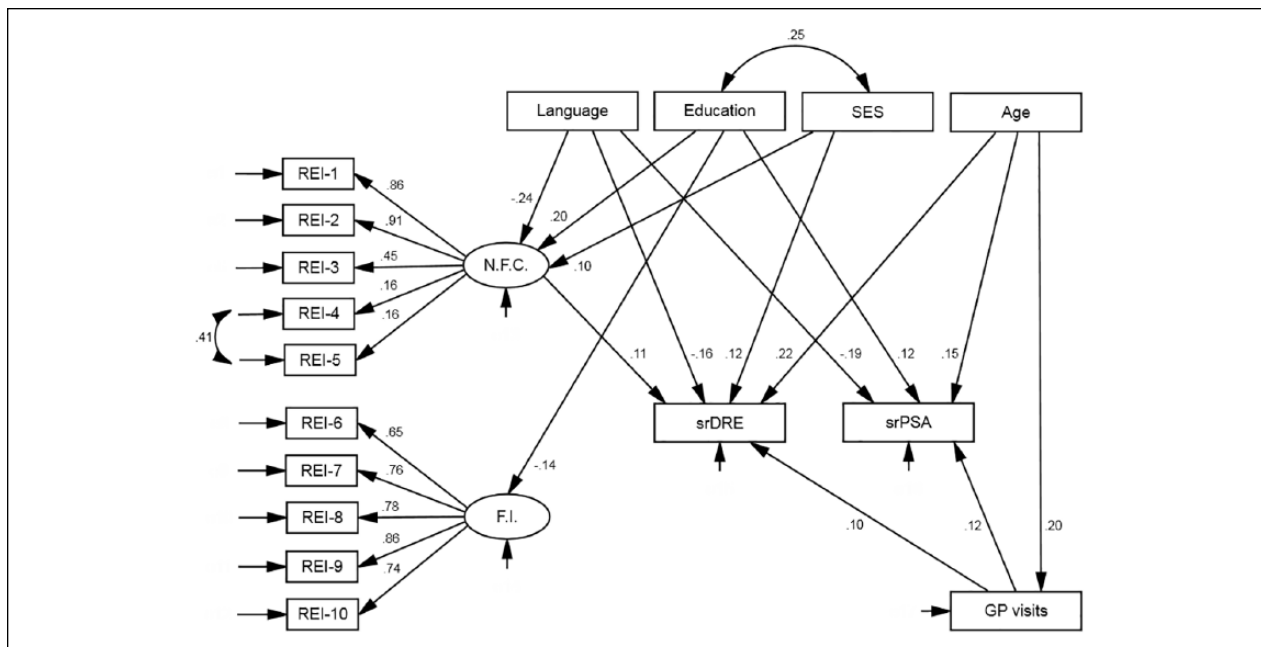 .25
Language
Education
SES
Age
REI-1
.86
REI-2
.91
-.24
.20
REI-3
.45
N.F.C.
.10
REI-4
.16
.41
REI-5
.16
.11
-.16
.12
.22
-.19
.12
.15
REI-6
.65
srDRE
srPSA
REI-7
.76
-.14
REI-8
.78
F.I.
.10
.12
.20
REI-9
.86
.74
REI-10
GP visits